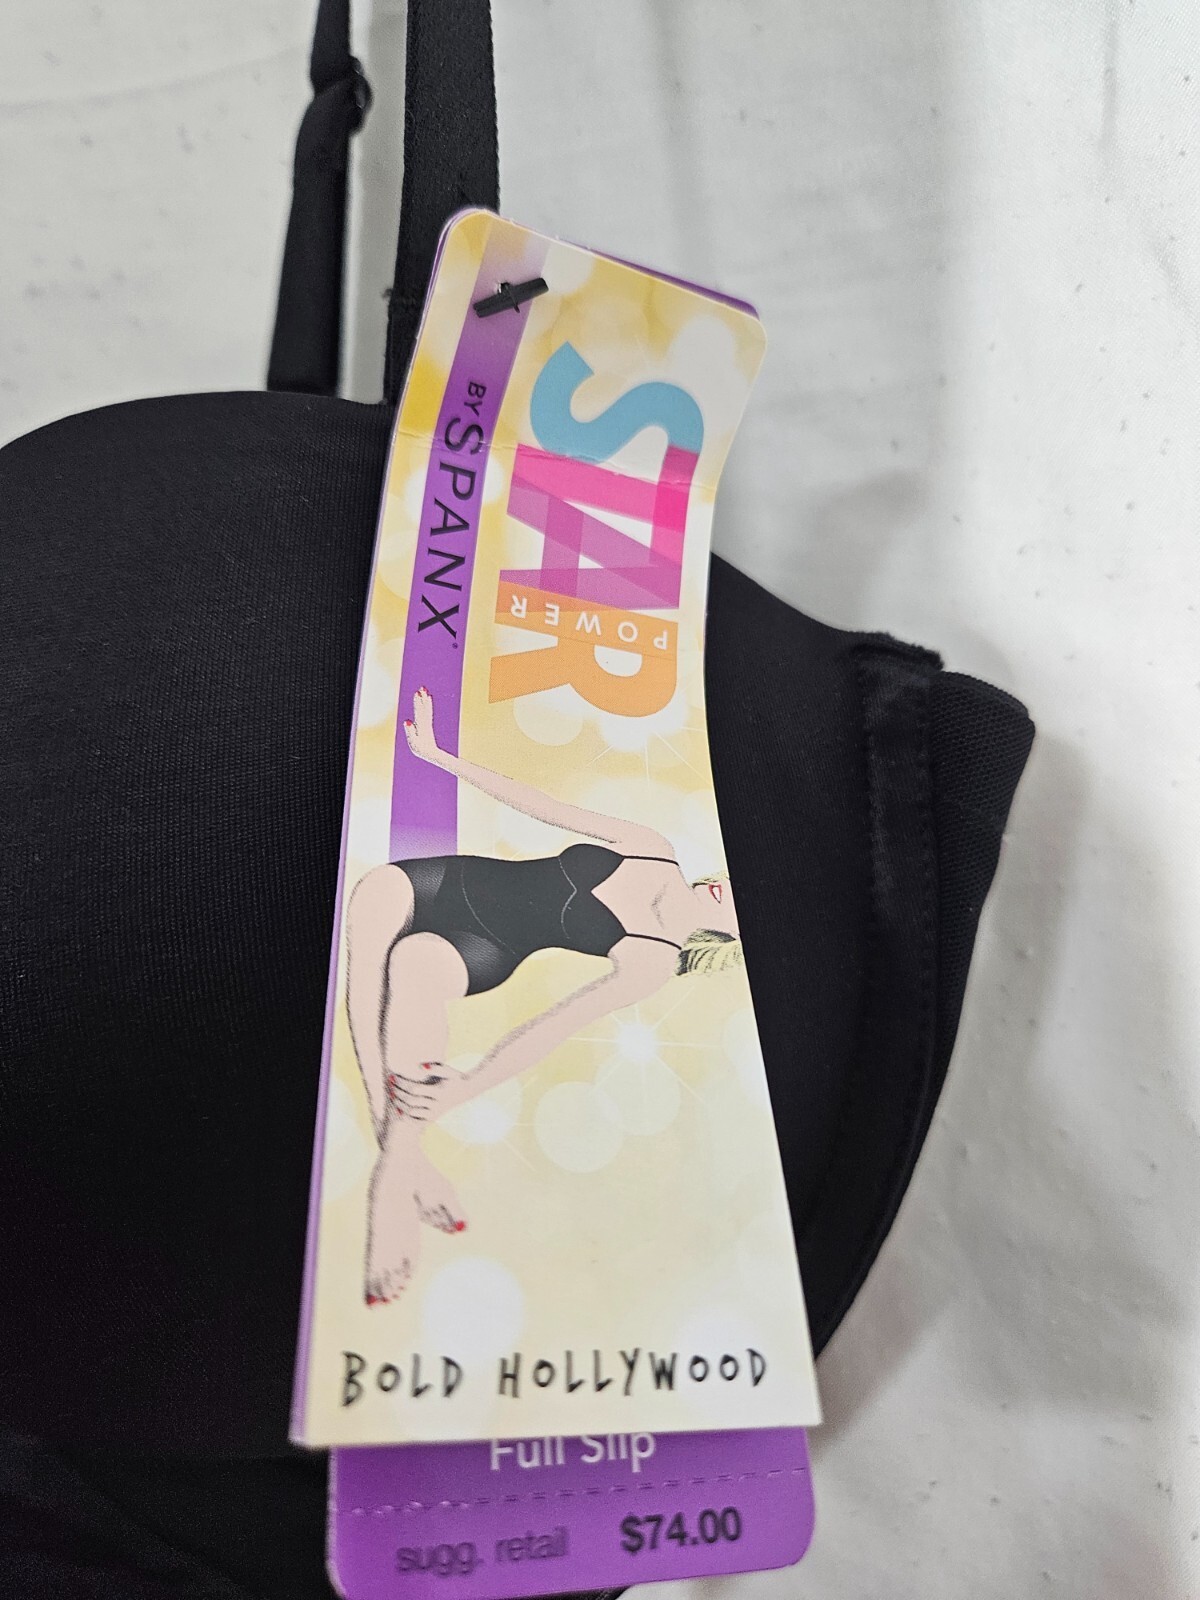 STAR
POWER
BY SPANX®
BOLD HOLLYWOOD
Full Slip
sugg. retail $74.00